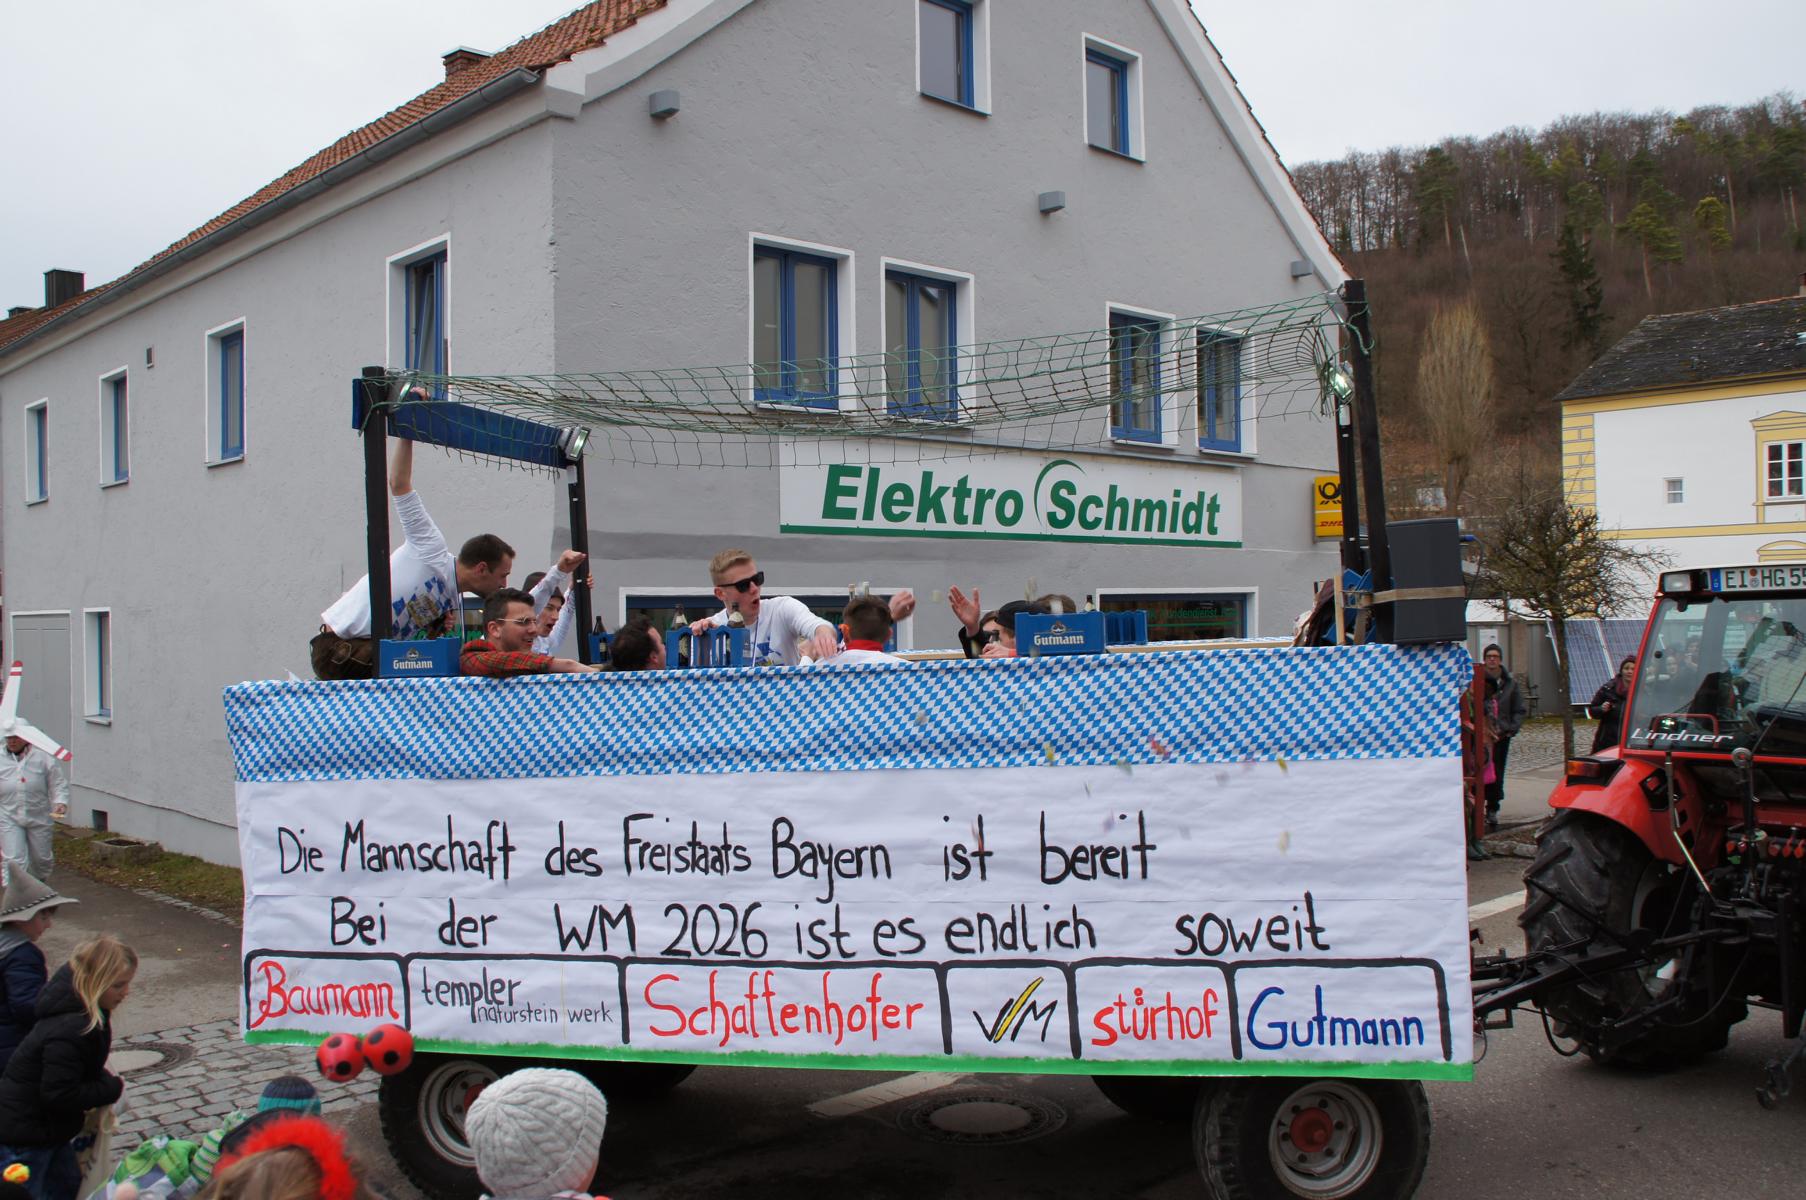 Elektro Schmidt
DHL
EI HG 55
Gutmann
Gutmann
Lindner
Die Mannschaft des Freistaats Bayern ist bereit
Bei der WM 2026 ist es endlich soweit
Baumann
templer
naturstein werk
Schaffenhofer
VM
stürhof
Gutmann